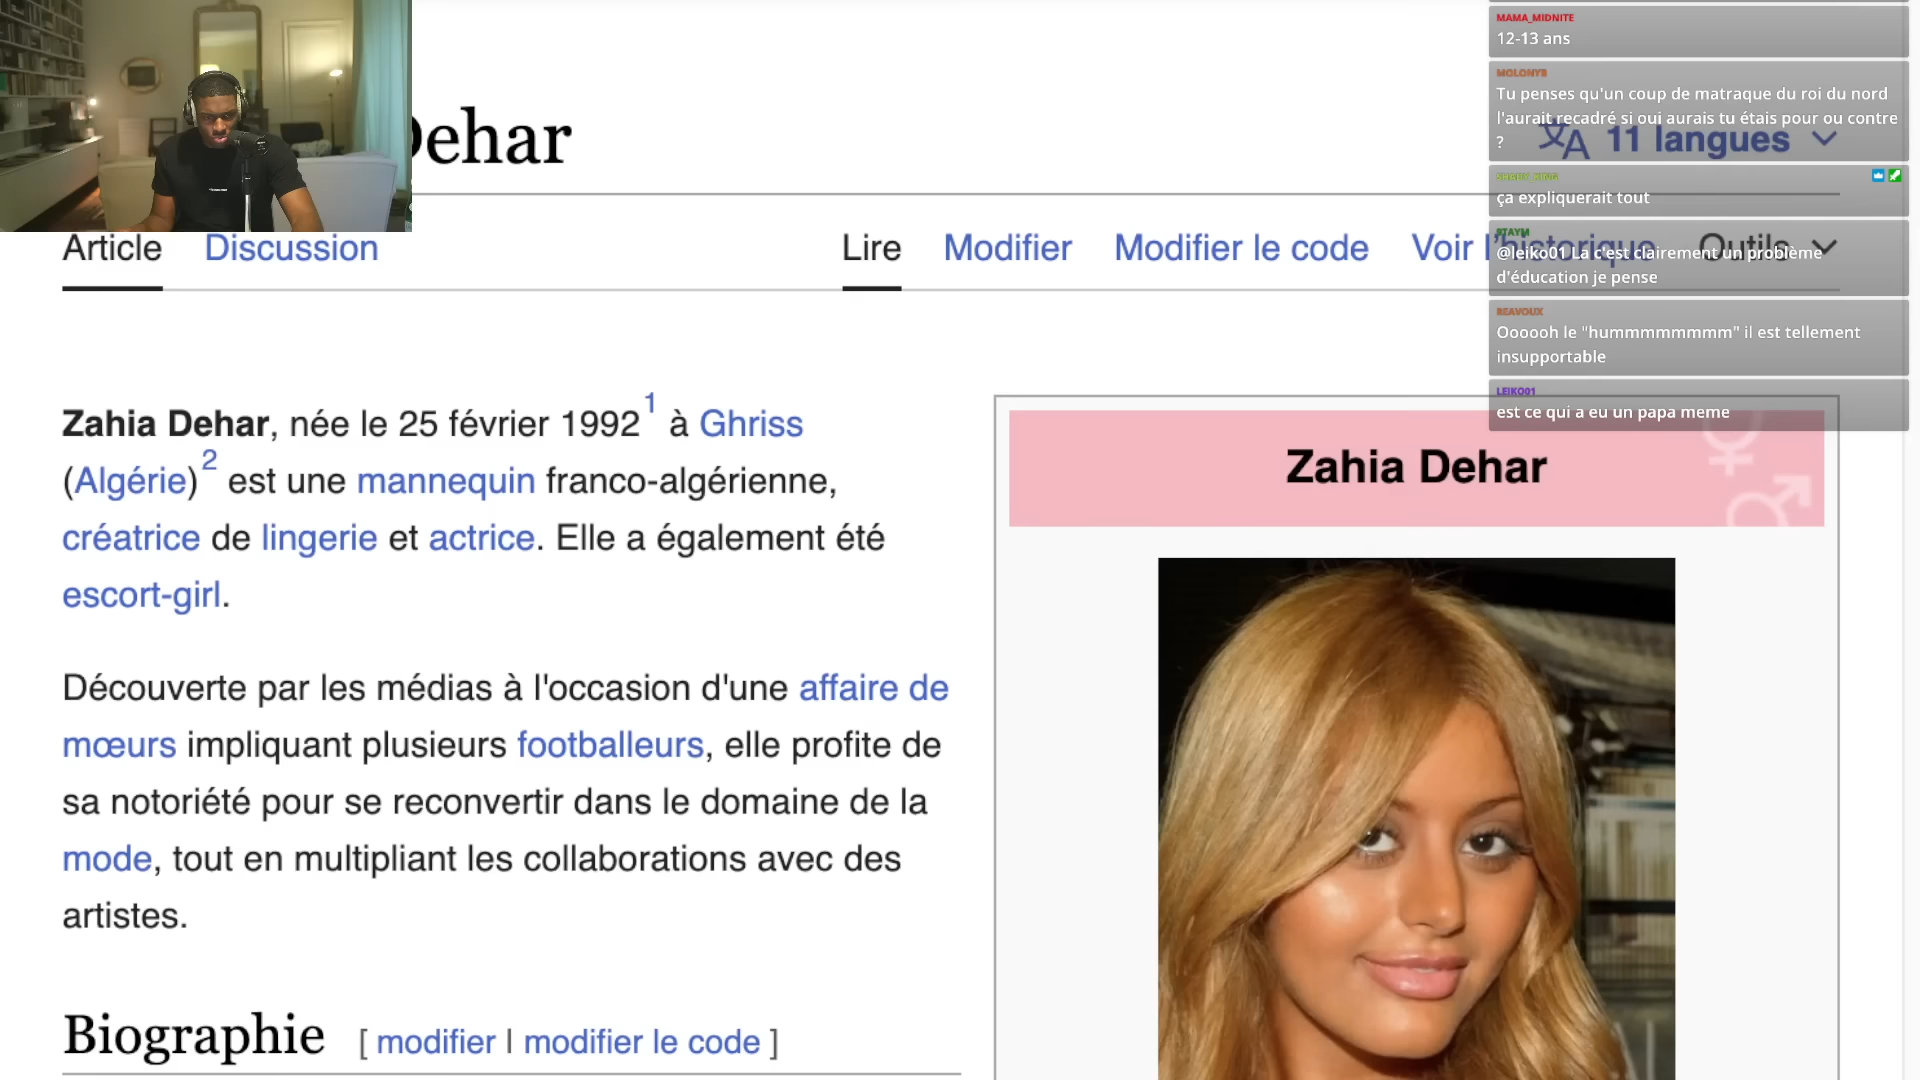 Dehar
11 langues
Article
Discussion
Lire
Modifier
Modifier le code
Voir l'historique
Outils
Zahia Dehar, née le 25 février 1992 1 à Ghriss
(Algérie) 2 est une mannequin franco-algérienne,
créatrice de lingerie et actrice. Elle a également été
escort-girl.
Découverte par les médias à l'occasion d'une affaire de
mœurs impliquant plusieurs footballeurs, elle profite de
sa notoriété pour se reconvertir dans le domaine de la
mode, tout en multipliant les collaborations avec des
artistes.
Biographie [ modifier | modifier le code ]
Zahia Dehar
MAMA_MIDNITE
12-13 ans
Tu penses qu'un coup de matraque du roi du nord
l'aurait recadré si oui aurais tu étais pour ou contre
?
ça expliquerait tout
STAYM
@leiko01 La c'est clairement un problème
d'éducation je pense
REAVOUX
Oooooh le "hummmmmmmm" il est tellement
insupportable
LEIKO01
est ce qui a eu un papa meme